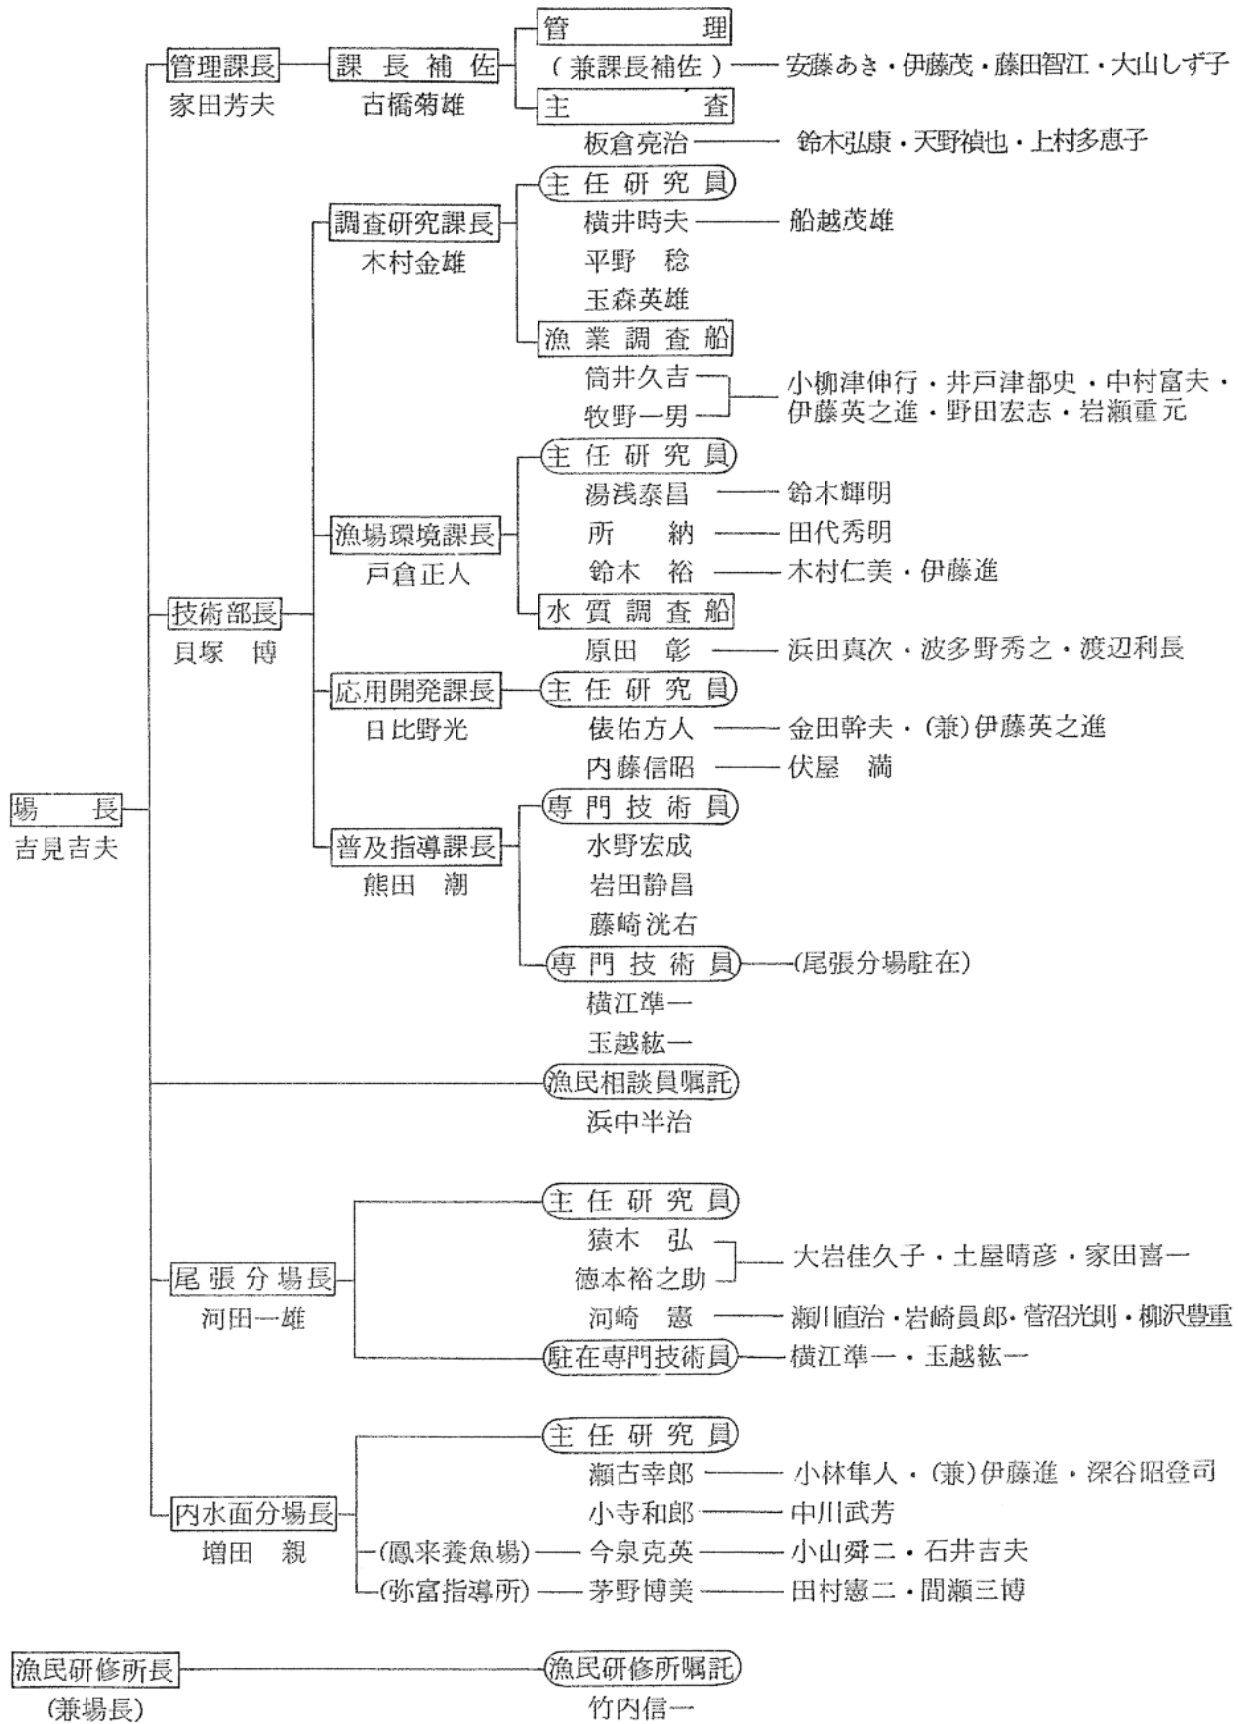 管理
管理課長 課長補佐 (兼課長補佐) 安藤あき・伊藤茂・藤田智江・大山しず子
家田芳夫 古橋菊雄 主査
板倉亮治 鈴木弘康・天野禎也・上村多恵子
主任研究員
調査研究課長 横井時夫 船越茂雄
木村金雄 平野 稔
玉森英雄
漁業調査船
筒井久吉 小柳津伸行・井戸津都史・中村富夫・
牧野一男 伊藤英之進・野田宏志・岩瀬重元
主任研究員
湯浅泰昌 鈴木輝明
漁場環境課長 所 納 田代秀明
戸倉正人 鈴木 裕 木村仁美・伊藤進
技術部長 水質調査船
貝塚 博 原田 彰 浜田真次・波多野秀之・渡辺利長
応用開発課長 主任研究員
日比野光 俵佑方人 金田幹夫・(兼)伊藤英之進
内藤信昭 伏屋 満
場長 専門技術員
吉見吉夫 普及指導課長 水野宏成
熊田 潮 岩田静昌
藤崎洸右
専門技術員 (尾張分場駐在)
横江準一
玉越紘一
漁民相談員嘱託
浜中半治
主任研究員
猿木 弘 大岩佳久子・土屋晴彦・家田喜一
尾張分場長 徳本裕之助
河田一雄 河崎 憲 瀬川直治・岩崎員郎・菅沼光則・柳沢豊重
駐在専門技術員 横江準一・玉越紘一
主任研究員
瀬古幸郎 小林隼人・(兼)伊藤進・深谷昭登司
内水面分場長 小寺和郎 中川武芳
増田 親 (鳳来養魚場) 今泉克英 小山舜二・石井吉夫
(弥富指導所) 茅野博美 田村憲二・間瀬三博
漁民研修所長 漁民研修所嘱託
(兼場長) 竹内信一